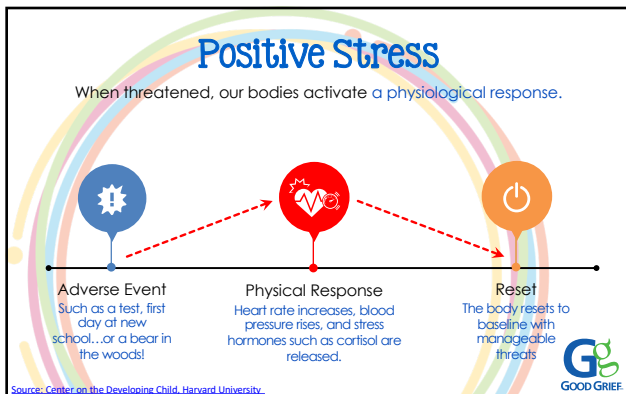 Positive Stress
When threatened, our bodies activate a physiological response.
!
Adverse Event
Such as a test, first
day at new
school...or a bear in
the woods!
Physical Response
Heart rate increases, blood
pressure rises, and stress
hormones such as cortisol are
released.
Reset
The body resets to
baseline with
manageable
threats
Gg
GOOD GRIEF
Source: Center on the Developing Child, Harvard University